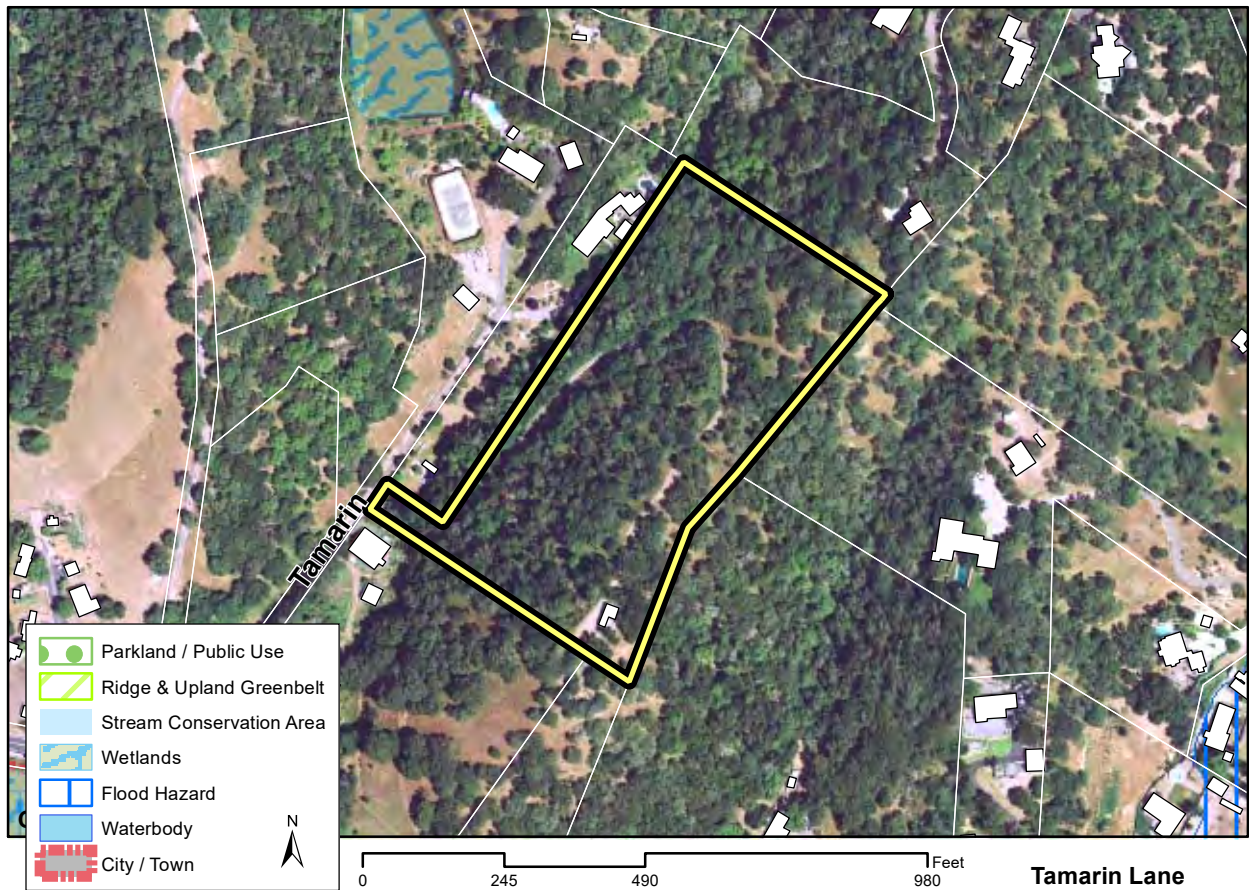 Tamarin
Parkland / Public Use
Ridge & Upland Greenbelt
Stream Conservation Area
Wetlands
Flood Hazard
Waterbody
City / Town
N
0 245 490 980
Feet
Tamarin Lane